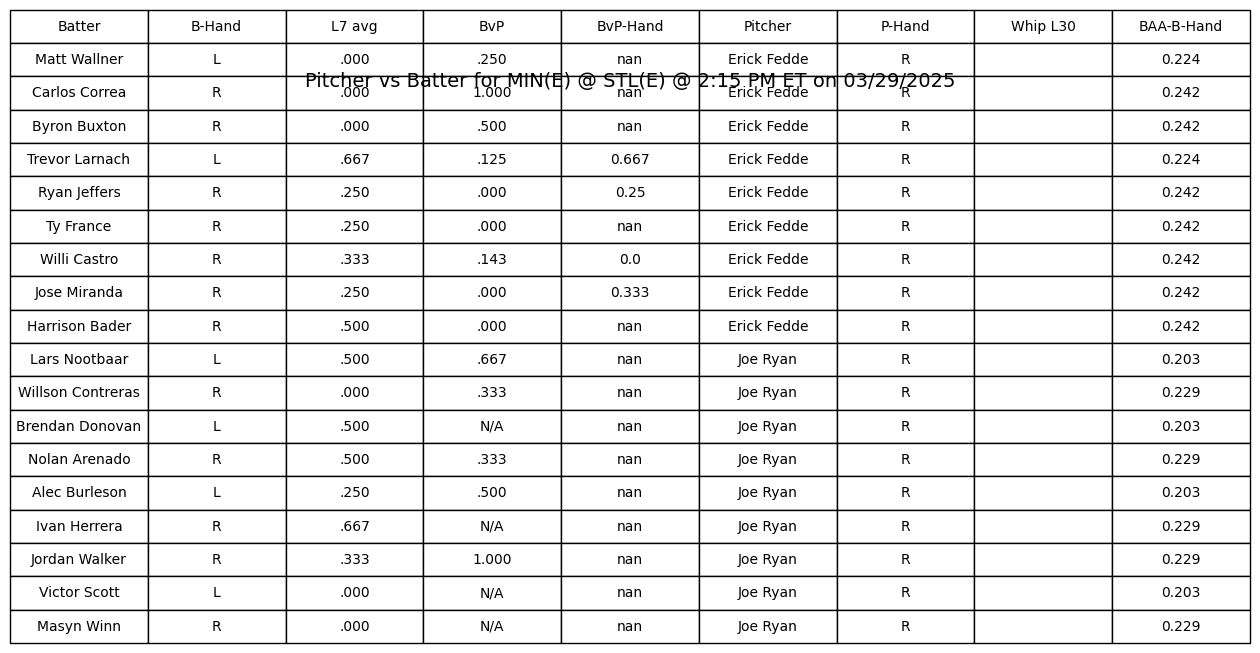 Batter B-Hand L7 avg BvP BvP-Hand Pitcher P-Hand Whip L30 BAA-B-Hand
Matt Wallner L .000 .250 nan Erick Fedde R 0.224
Pitcher vs Batter for MIN(E) @ STL(E) @ 2:15 PM ET on 03/29/2025
Carlos Correa R .000 1.000 nan Erick Fedde R 0.242
Byron Buxton R .000 .500 nan Erick Fedde R 0.242
Trevor Larnach L .667 .125 0.667 Erick Fedde R 0.224
Ryan Jeffers R .250 .000 0.25 Erick Fedde R 0.242
Ty France R .250 .000 nan Erick Fedde R 0.242
Willi Castro R .333 .143 0.0 Erick Fedde R 0.242
Jose Miranda R .250 .000 0.333 Erick Fedde R 0.242
Harrison Bader R .500 .000 nan Erick Fedde R 0.242
Lars Nootbaar L .500 .667 nan Joe Ryan R 0.203
Willson Contreras R .000 .333 nan Joe Ryan R 0.229
Brendan Donovan L .500 N/A nan Joe Ryan R 0.203
Nolan Arenado R .500 .333 nan Joe Ryan R 0.229
Alec Burleson L .250 .500 nan Joe Ryan R 0.203
Ivan Herrera R .667 N/A nan Joe Ryan R 0.229
Jordan Walker R .333 1.000 nan Joe Ryan R 0.229
Victor Scott L .000 N/A nan Joe Ryan R 0.203
Masyn Winn R .000 N/A nan Joe Ryan R 0.229